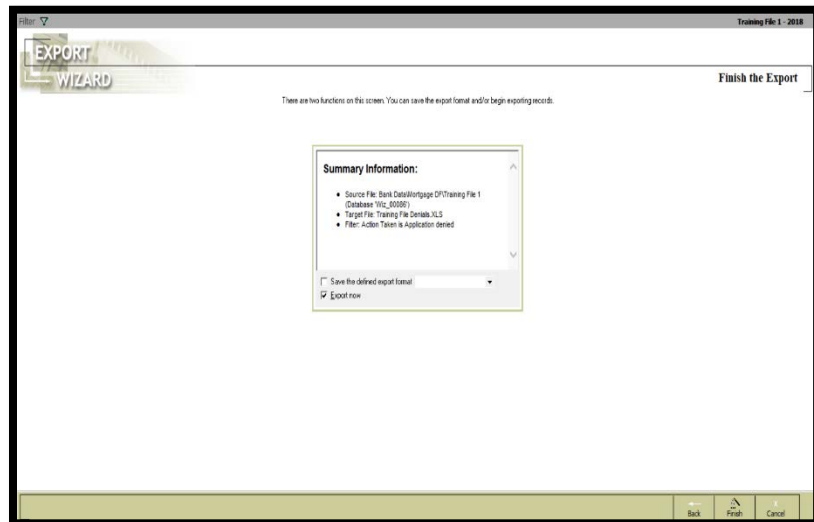 Filter
Training File 1 - 2018
EXPORT
WIZARD
Finish the Export
There are two functions on this screen. You can save the export format and/or begin exporting records.
Summary Information:
Source File: Bank Data\Mortgage DF\Training File 1
(Database 'Wiz_00086')
Target File: Training File Denials.XLS
Filter: Action Taken is Application denied
Save the defined export format
Export now
Back Finish Cancel